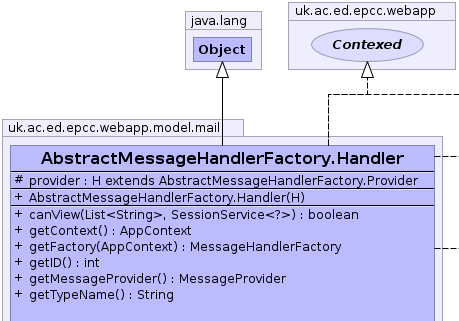 java.lang
Object
uk.ac.ed.epcc.webapp
Contexed
uk.ac.ed.epcc.webapp.model.mail
AbstractMessageHandlerFactory.Handler
# provider : H extends AbstractMessageHandlerFactory.Provider
+ AbstractMessageHandlerFactory.Handler(H)
+ canView(List<String>, SessionService<?>) : boolean
+ getContext() : AppContext
+ getFactory(AppContext) : MessageHandlerFactory
+ getID() : int
+ getMessageProvider() : MessageProvider
+ getTypeName() : String